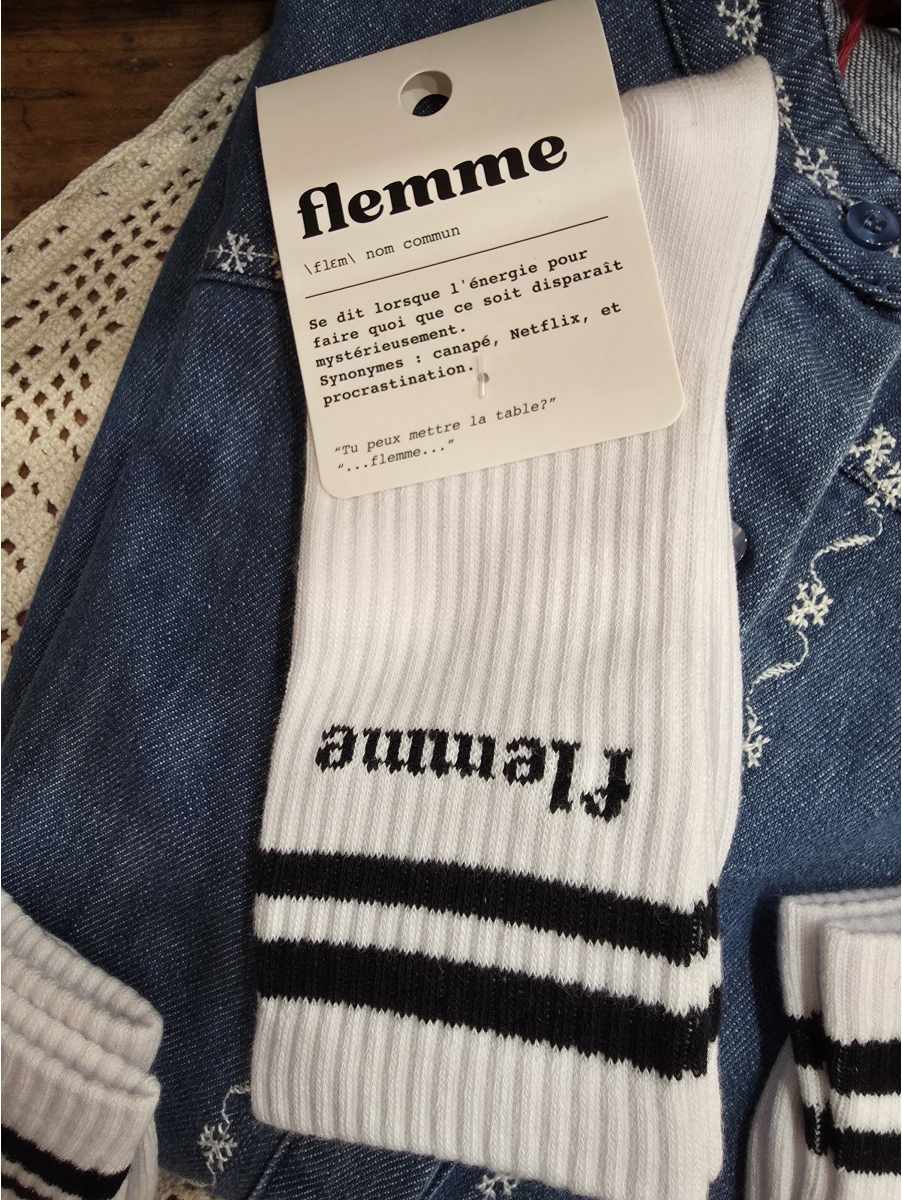 flemme
\flɛm\ nom commun
Se dit lorsque l'énergie pour
faire quoi que ce soit disparaît
mystérieusement.
Synonymes : canapé, Netflix, et
procrastination.
"Tu peux mettre la table?"
"...flemme..."
flemme